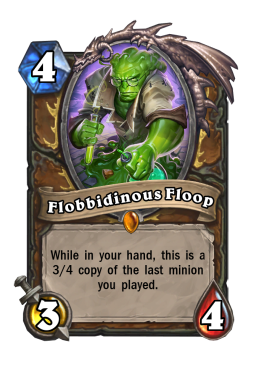 4
Flobbidinous Floop
While in your hand, this is a
3/4 copy of the last minion
you played.
3
4